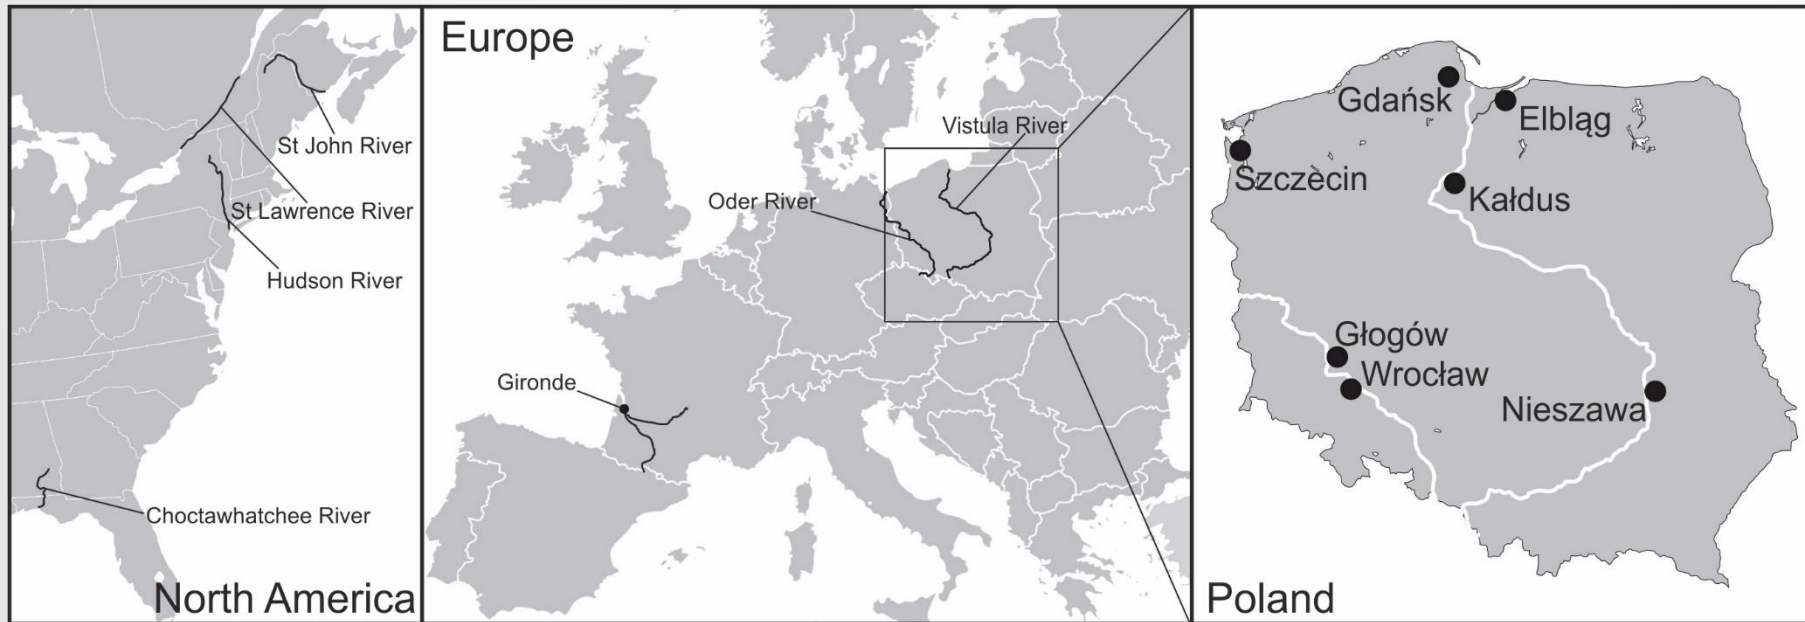 St John River
St Lawrence River
Hudson River
Choctawhatchee River
North America
Europe
Vistula River
Oder River
Gironde
Gdańsk
Elbląg
Szczecin
Kałdus
Głogów
Wrocław
Nieszawa
Poland